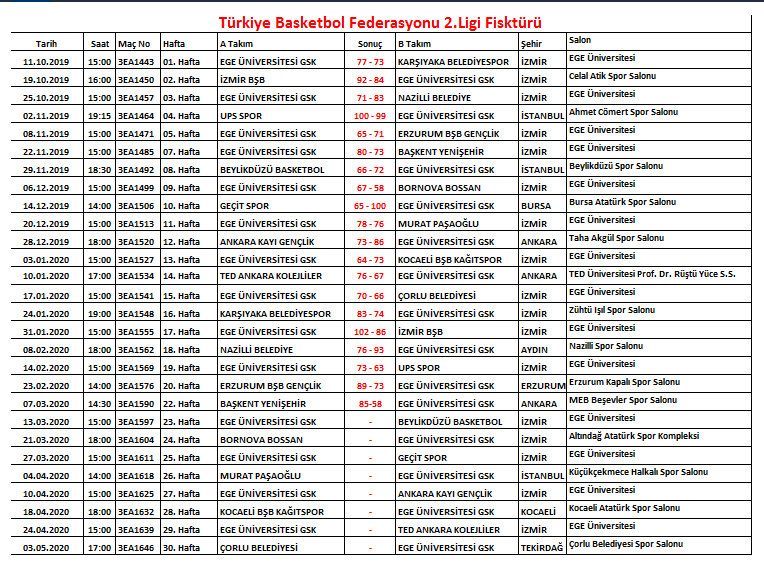 Türkiye Basketbol Federasyonu 2.Ligi Fisktürü
Tarih Saat Maç No Hafta A Takım Sonuç B Takım Şehir Salon
11.10.2019 15:00 3EA1443 01. Hafta EGE ÜNİVERSİTESİ GSK 77 - 73 KARŞIYAKA BELEDİYESPOR İZMİR EGE Üniversitesi
19.10.2019 16:00 3EA1450 02. Hafta İZMİR BŞB 92 - 84 EGE ÜNİVERSİTESİ GSK İZMİR Celal Atik Spor Salonu
25.10.2019 15:00 3EA1457 03. Hafta EGE ÜNİVERSİTESİ GSK 71 - 83 NAZİLLİ BELEDİYE İZMİR EGE Üniversitesi
02.11.2019 19:15 3EA1464 04. Hafta UPS SPOR 100 - 99 EGE ÜNİVERSİTESİ GSK İSTANBUL Ahmet Cömert Spor Salonu
08.11.2019 15:00 3EA1471 05. Hafta EGE ÜNİVERSİTESİ GSK 65 - 71 ERZURUM BŞB GENÇLİK İZMİR EGE Üniversitesi
22.11.2019 15:00 3EA1485 07. Hafta EGE ÜNİVERSİTESİ GSK 80 - 73 BAŞKENT YENİŞEHİR İZMİR EGE Üniversitesi
29.11.2019 18:30 3EA1492 08. Hafta BEYLİKDÜZÜ BASKETBOL 66 - 72 EGE ÜNİVERSİTESİ GSK İSTANBUL Beylikdüzü Spor Salonu
06.12.2019 15:00 3EA1499 09. Hafta EGE ÜNİVERSİTESİ GSK 67 - 58 BORNOVA BOSSAN İZMİR EGE Üniversitesi
14.12.2019 14:00 3EA1506 10. Hafta GEÇİT SPOR 65 - 100 EGE ÜNİVERSİTESİ GSK BURSA Bursa Atatürk Spor Salonu
20.12.2019 15:00 3EA1513 11. Hafta EGE ÜNİVERSİTESİ GSK 78 - 76 MURAT PAŞAOĞLU İZMİR EGE Üniversitesi
28.12.2019 18:00 3EA1520 12. Hafta ANKARA KAYI GENÇLİK 73 - 86 EGE ÜNİVERSİTESİ GSK ANKARA Taha Akgül Spor Salonu
03.01.2020 15:00 3EA1527 13. Hafta EGE ÜNİVERSİTESİ GSK 64 - 73 KOCAELİ BŞB KAĞITSPOR İZMİR EGE Üniversitesi
10.01.2020 17:00 3EA1534 14. Hafta TED ANKARA KOLEJLİLER 76 - 67 EGE ÜNİVERSİTESİ GSK ANKARA TED Üniversitesi Prof. Dr. Rüştü Yüce S.S.
17.01.2020 15:00 3EA1541 15. Hafta EGE ÜNİVERSİTESİ GSK 70 - 66 ÇORLU BELEDİYESİ İZMİR EGE Üniversitesi
24.01.2020 19:00 3EA1548 16. Hafta KARŞIYAKA BELEDİYESPOR 83 - 74 EGE ÜNİVERSİTESİ GSK İZMİR Zühtü Işıl Spor Salonu
31.01.2020 15:00 3EA1555 17. Hafta EGE ÜNİVERSİTESİ GSK 102 - 86 İZMİR BŞB İZMİR EGE Üniversitesi
08.02.2020 18:00 3EA1562 18. Hafta NAZİLLİ BELEDİYE 76 - 93 EGE ÜNİVERSİTESİ GSK AYDIN Nazilli Spor Salonu
14.02.2020 15:00 3EA1569 19. Hafta EGE ÜNİVERSİTESİ GSK 73 - 63 UPS SPOR İZMİR EGE Üniversitesi
23.02.2020 14:00 3EA1576 20. Hafta ERZURUM BŞB GENÇLİK 89 - 73 EGE ÜNİVERSİTESİ GSK ERZURUM Erzurum Kapalı Spor Salonu
07.03.2020 14:30 3EA1590 22. Hafta BAŞKENT YENİŞEHİR 85-58 EGE ÜNİVERSİTESİ GSK ANKARA MEB Beşevler Spor Salonu
13.03.2020 15:00 3EA1597 23. Hafta EGE ÜNİVERSİTESİ GSK - BEYLİKDÜZÜ BASKETBOL İZMİR EGE Üniversitesi
21.03.2020 18:00 3EA1604 24. Hafta BORNOVA BOSSAN - EGE ÜNİVERSİTESİ GSK İZMİR Altındağ Atatürk Spor Kompleksi
27.03.2020 15:00 3EA1611 25. Hafta EGE ÜNİVERSİTESİ GSK - GEÇİT SPOR İZMİR EGE Üniversitesi
04.04.2020 14:00 3EA1618 26. Hafta MURAT PAŞAOĞLU - EGE ÜNİVERSİTESİ GSK İSTANBUL Küçükçekmece Halkalı Spor Salonu
10.04.2020 15:00 3EA1625 27. Hafta EGE ÜNİVERSİTESİ GSK - ANKARA KAYI GENÇLİK İZMİR EGE Üniversitesi
18.04.2020 18:00 3EA1632 28. Hafta KOCAELİ BŞB KAĞITSPOR - EGE ÜNİVERSİTESİ GSK KOCAELİ Kocaeli Atatürk Spor Salonu
24.04.2020 15:00 3EA1639 29. Hafta EGE ÜNİVERSİTESİ GSK - TED ANKARA KOLEJLİLER İZMİR EGE Üniversitesi
03.05.2020 17:00 3EA1646 30. Hafta ÇORLU BELEDİYESİ - EGE ÜNİVERSİTESİ GSK TEKİRDAĞ Çorlu Belediyesi Spor Salonu